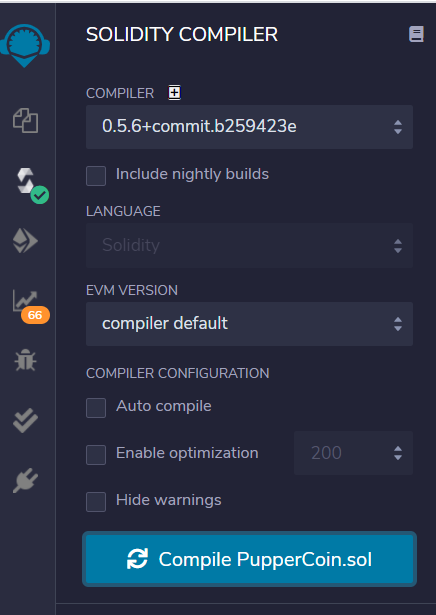 SOLIDITY COMPILER
COMPILER
0.5.6+commit.b259423e
Include nightly builds
LANGUAGE
Solidity
EVM VERSION
compiler default
66
COMPILER CONFIGURATION
Auto compile
Enable optimization 200
Hide warnings
Compile PupperCoin.sol